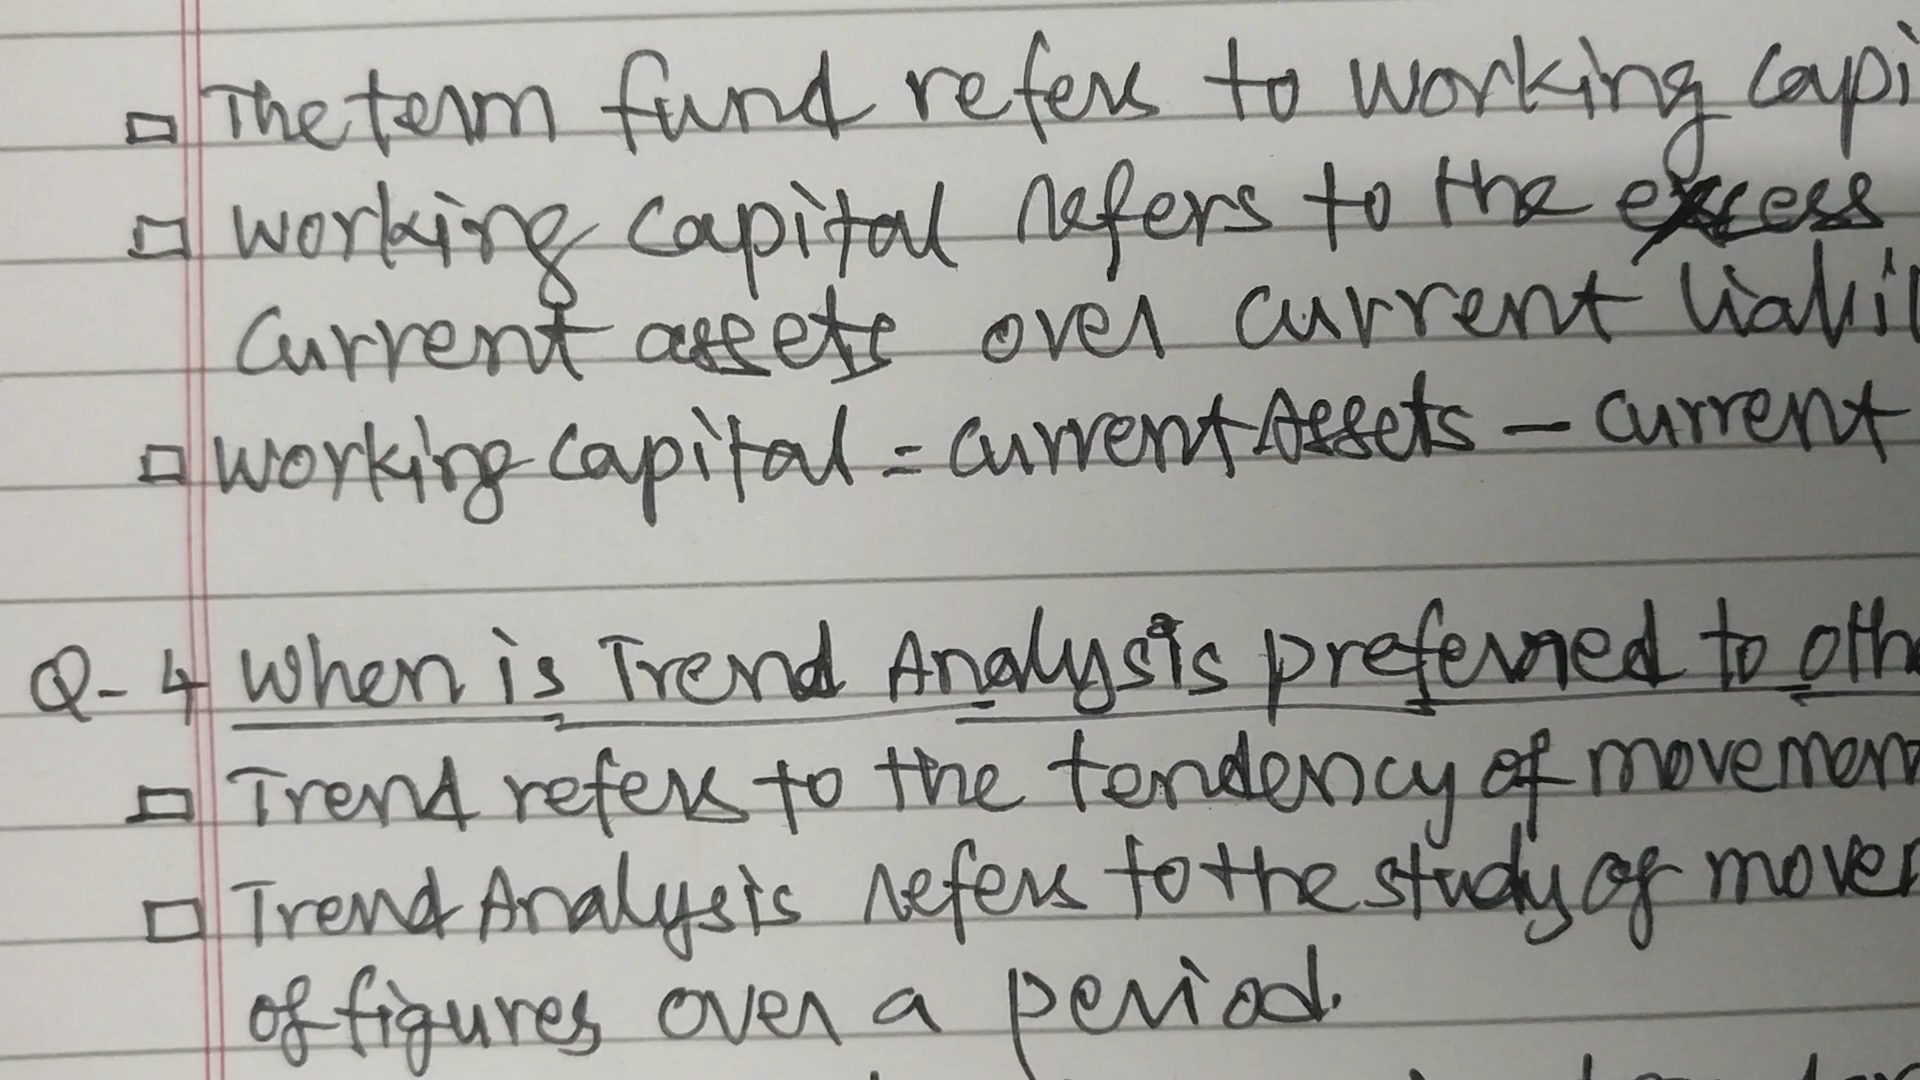 □ The term fund refers to working capi
□ working capital refers to the excess
current assets over current liabil
□ working capital = current Assets – current
Q-4 When is Trend Analysis preferred to oth
□ Trend refers to the tendency of movemen
□ Trend Analysis refers to the study of movem
of figures over a period.